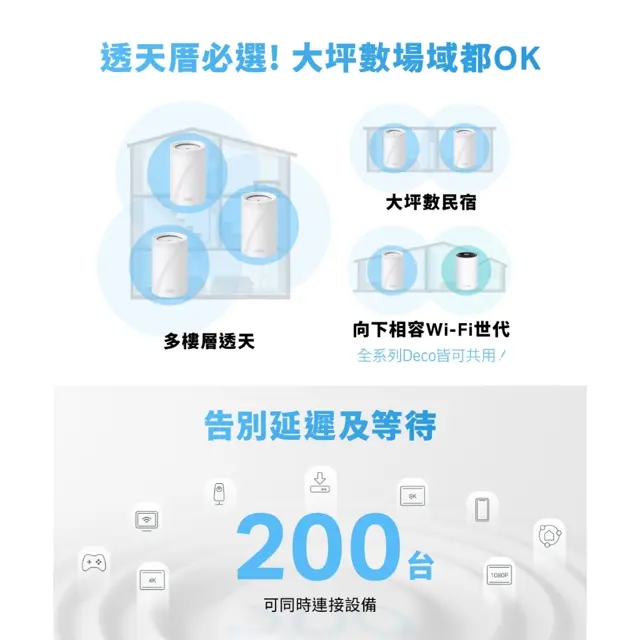 透天厝必選! 大坪數場域都OK
大坪數民宿
多樓層透天
向下相容Wi-Fi世代
全系列Deco皆可共用!
告別延遲及等待
8K
200台
4K
1080P
可同時連接設備